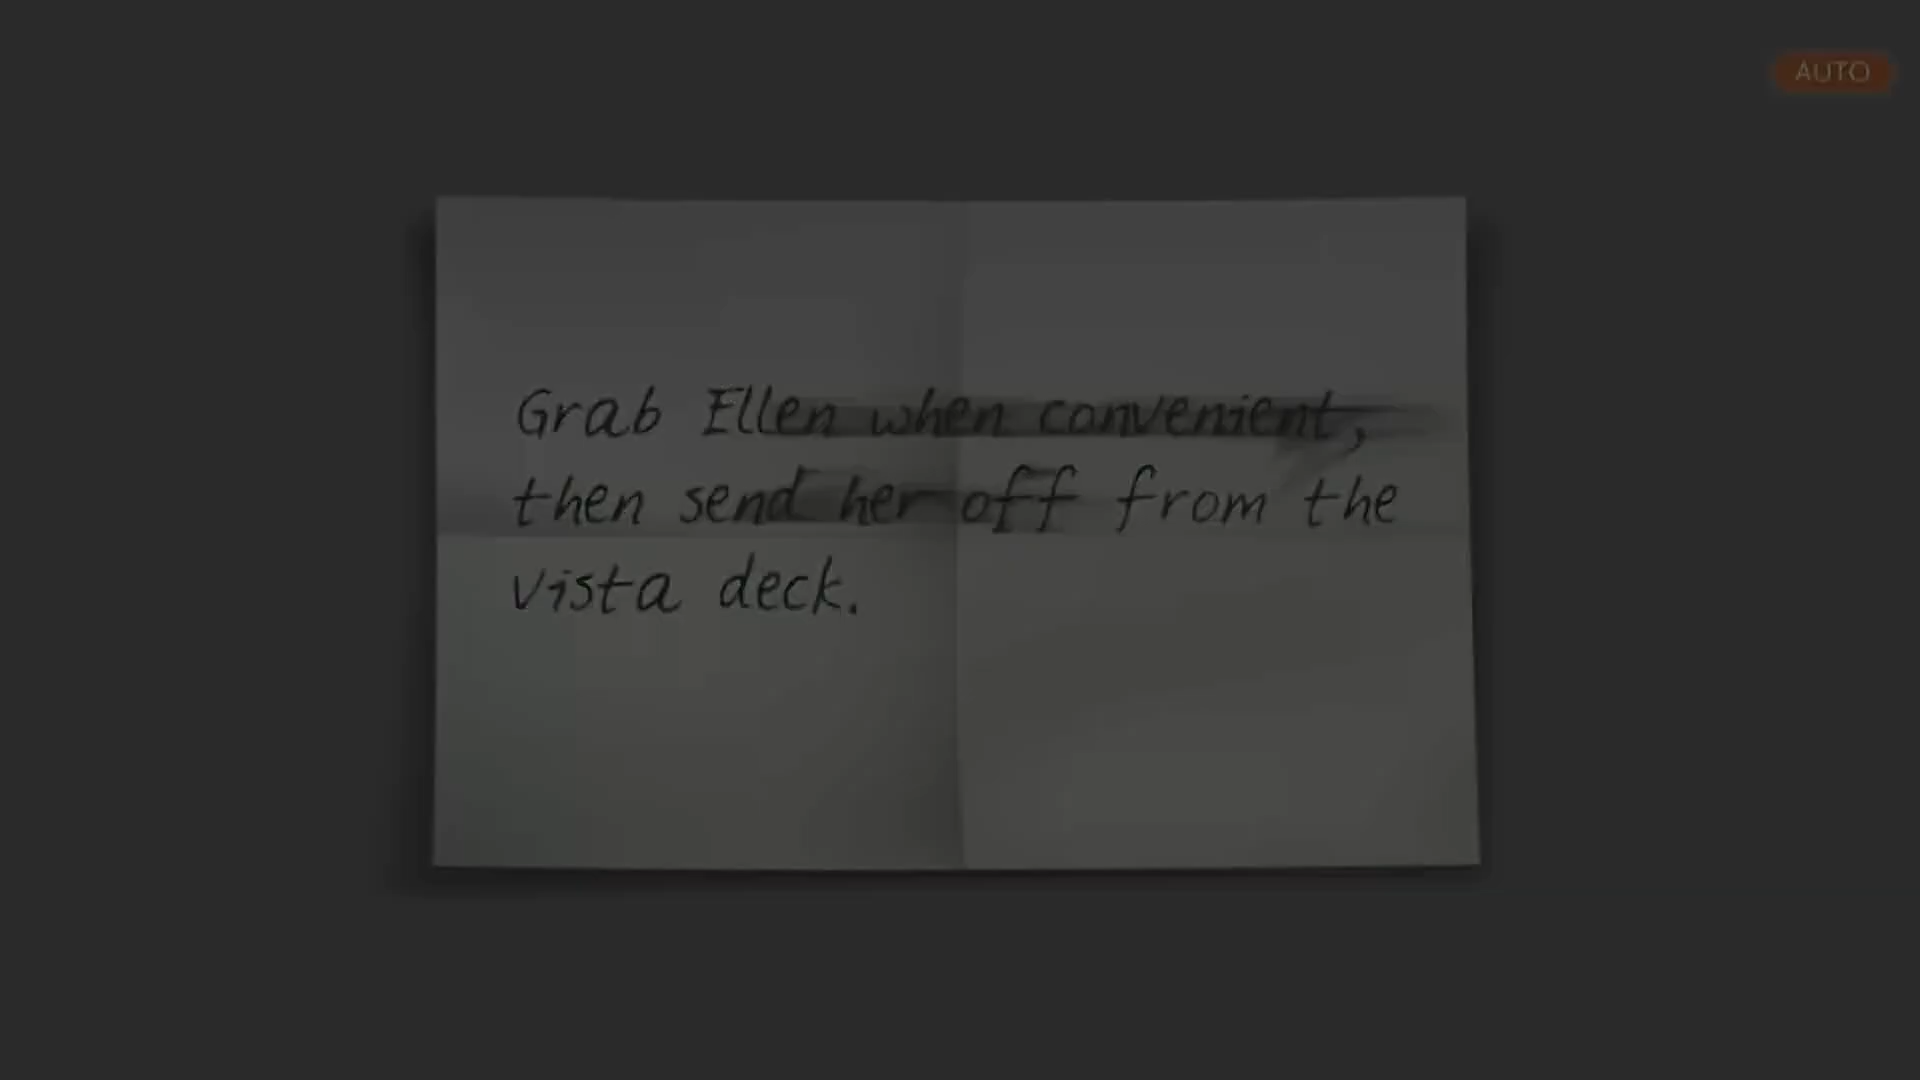 AUTO
Grab Ellen when convenient,
then send her off from the
vista deck.